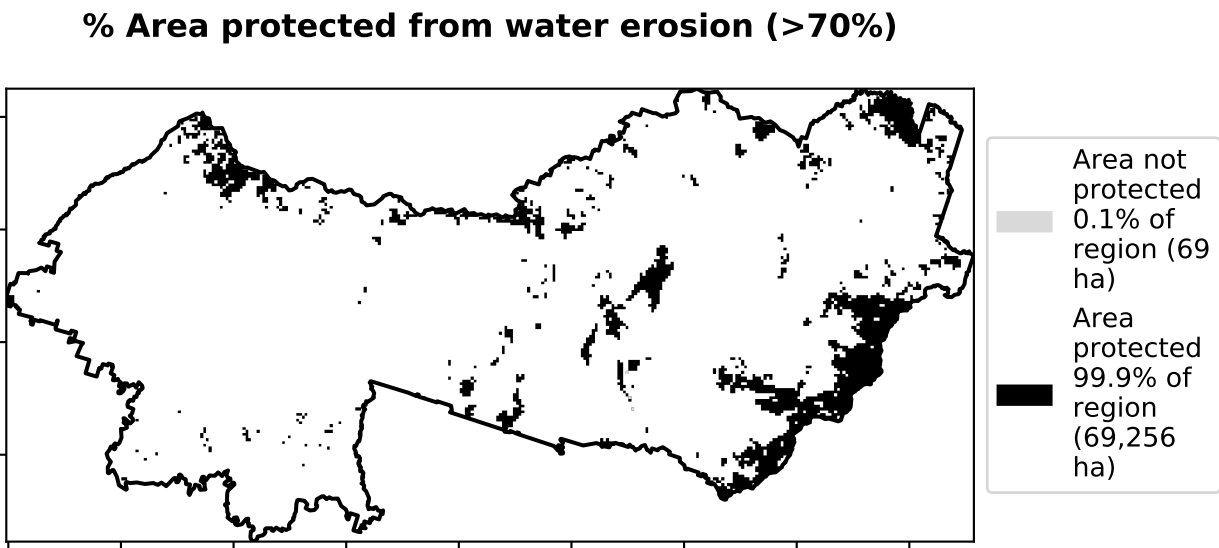 % Area protected from water erosion (>70%)
Area not
protected
0.1% of
region (69
ha)
Area
protected
99.9% of
region
(69,256
ha)